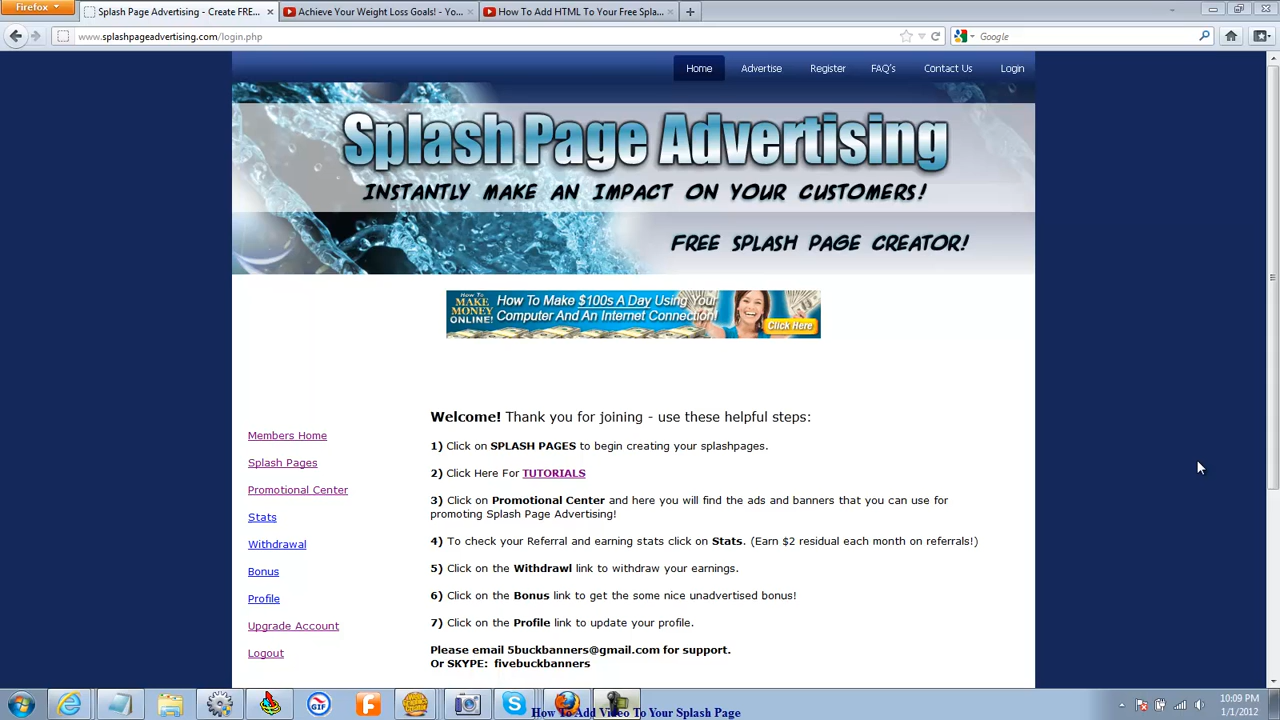 Firefox
Splash Page Advertising - Create FRE...
Achieve Your Weight Loss Goals! - Yo...
How To Add HTML To Your Free Spla...
www.splashpageadvertising.com/login.php
Google
Home
Advertise
Register
FAQ's
Contact Us
Login
Splash Page Advertising
INSTANTLY MAKE AN IMPACT ON YOUR CUSTOMERS!
FREE SPLASH PAGE CREATOR!
HOW TO MAKE MONEY ONLINE!
How To Make $100s A Day Using Your
Computer And An Internet Connection!
Click Here
Welcome! Thank you for joining - use these helpful steps:
Members Home
1) Click on SPLASH PAGES to begin creating your splashpages.
Splash Pages
2) Click Here For TUTORIALS
Promotional Center
3) Click on Promotional Center and here you will find the ads and banners that you can use for
promoting Splash Page Advertising!
Stats
4) To check your Referral and earning stats click on Stats. (Earn $2 residual each month on referrals!)
Withdrawal
5) Click on the Withdrawl link to withdraw your earnings.
Bonus
6) Click on the Bonus link to get the some nice unadvertised bonus!
Profile
7) Click on the Profile link to update your profile.
Upgrade Account
Please email 5buckbanners@gmail.com for support.
Logout
Or SKYPE: fivebuckbanners
GIF
10:09 PM
1/1/2012
How To Add Video To Your Splash Page